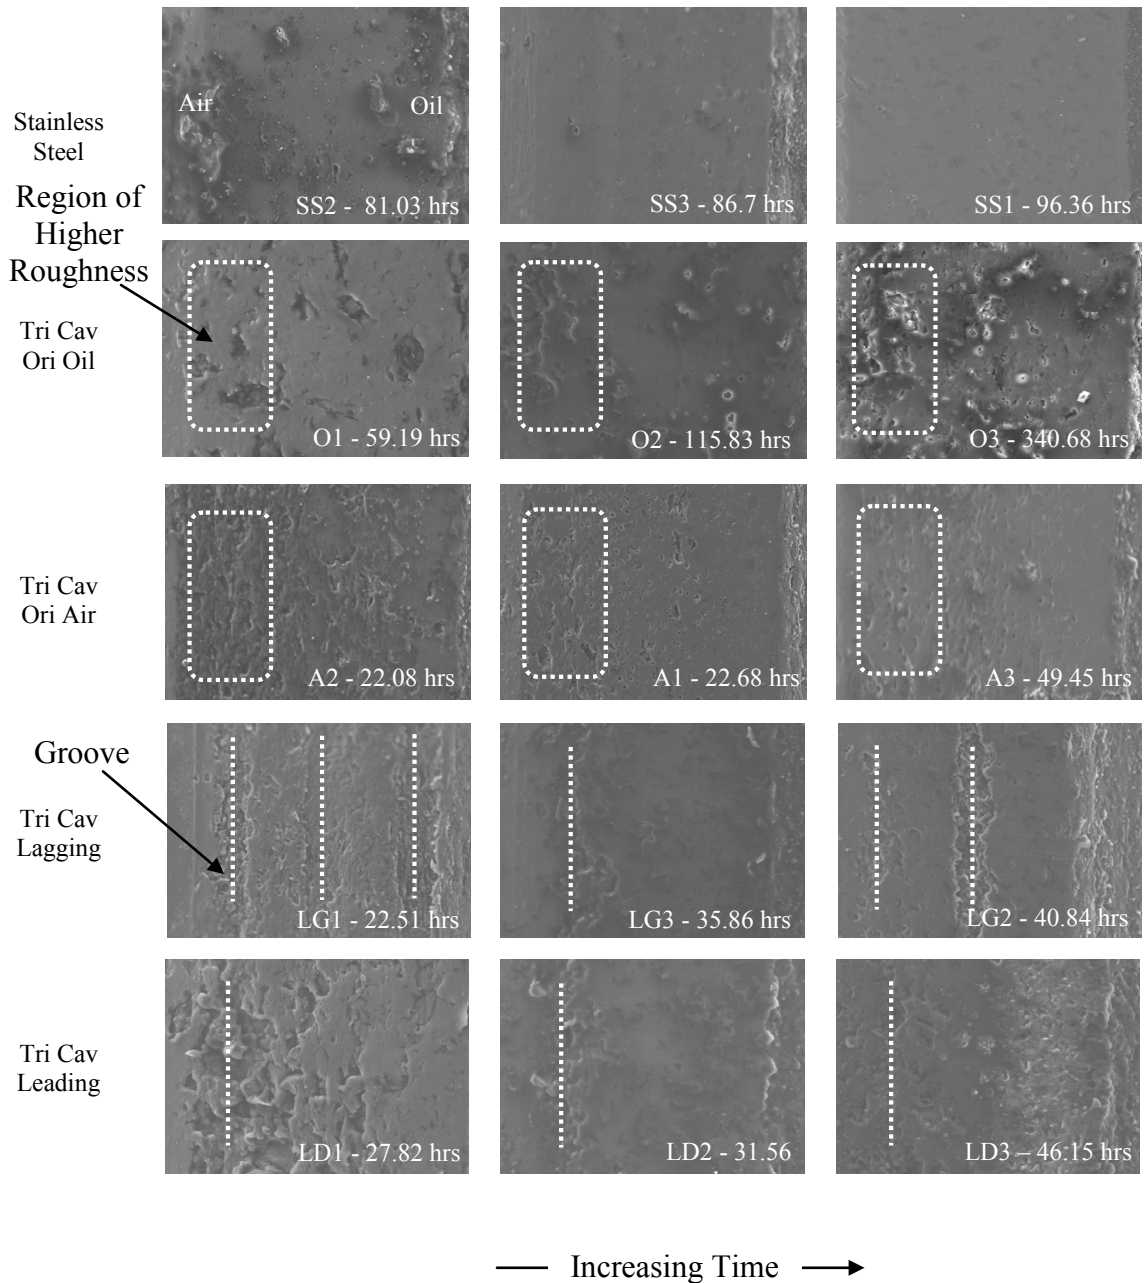 Air
Oil
Stainless
Steel
SS2 - 81.03 hrs
SS3 - 86.7 hrs
SS1 - 96.36 hrs
Region of
Higher
Roughness
Tri Cav
Ori Oil
O1 - 59.19 hrs
O2 - 115.83 hrs
O3 - 340.68 hrs
Tri Cav
Ori Air
A2 - 22.08 hrs
A1 - 22.68 hrs
A3 - 49.45 hrs
Groove
Tri Cav
Lagging
LG1 - 22.51 hrs
LG3 - 35.86 hrs
LG2 - 40.84 hrs
Tri Cav
Leading
LD1 - 27.82 hrs
LD2 - 31.56
LD3 – 46.15 hrs
Increasing Time